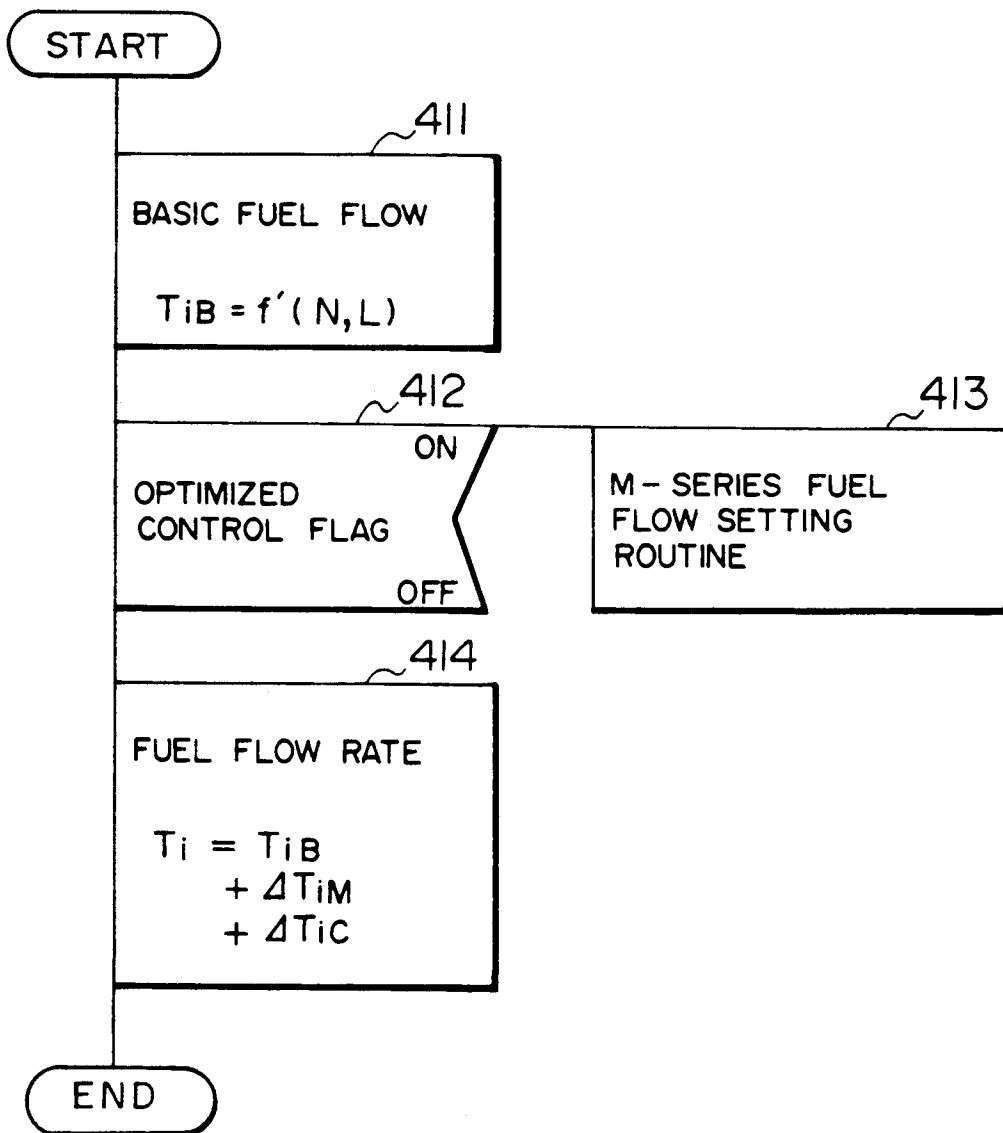 START
411
BASIC FUEL FLOW
TiB = f′(N,L)
412
413
ON
OPTIMIZED
CONTROL FLAG
OFF
M-SERIES FUEL
FLOW SETTING
ROUTINE
414
FUEL FLOW RATE
Ti = TiB
+ ΔTiM
+ ΔTiC
END